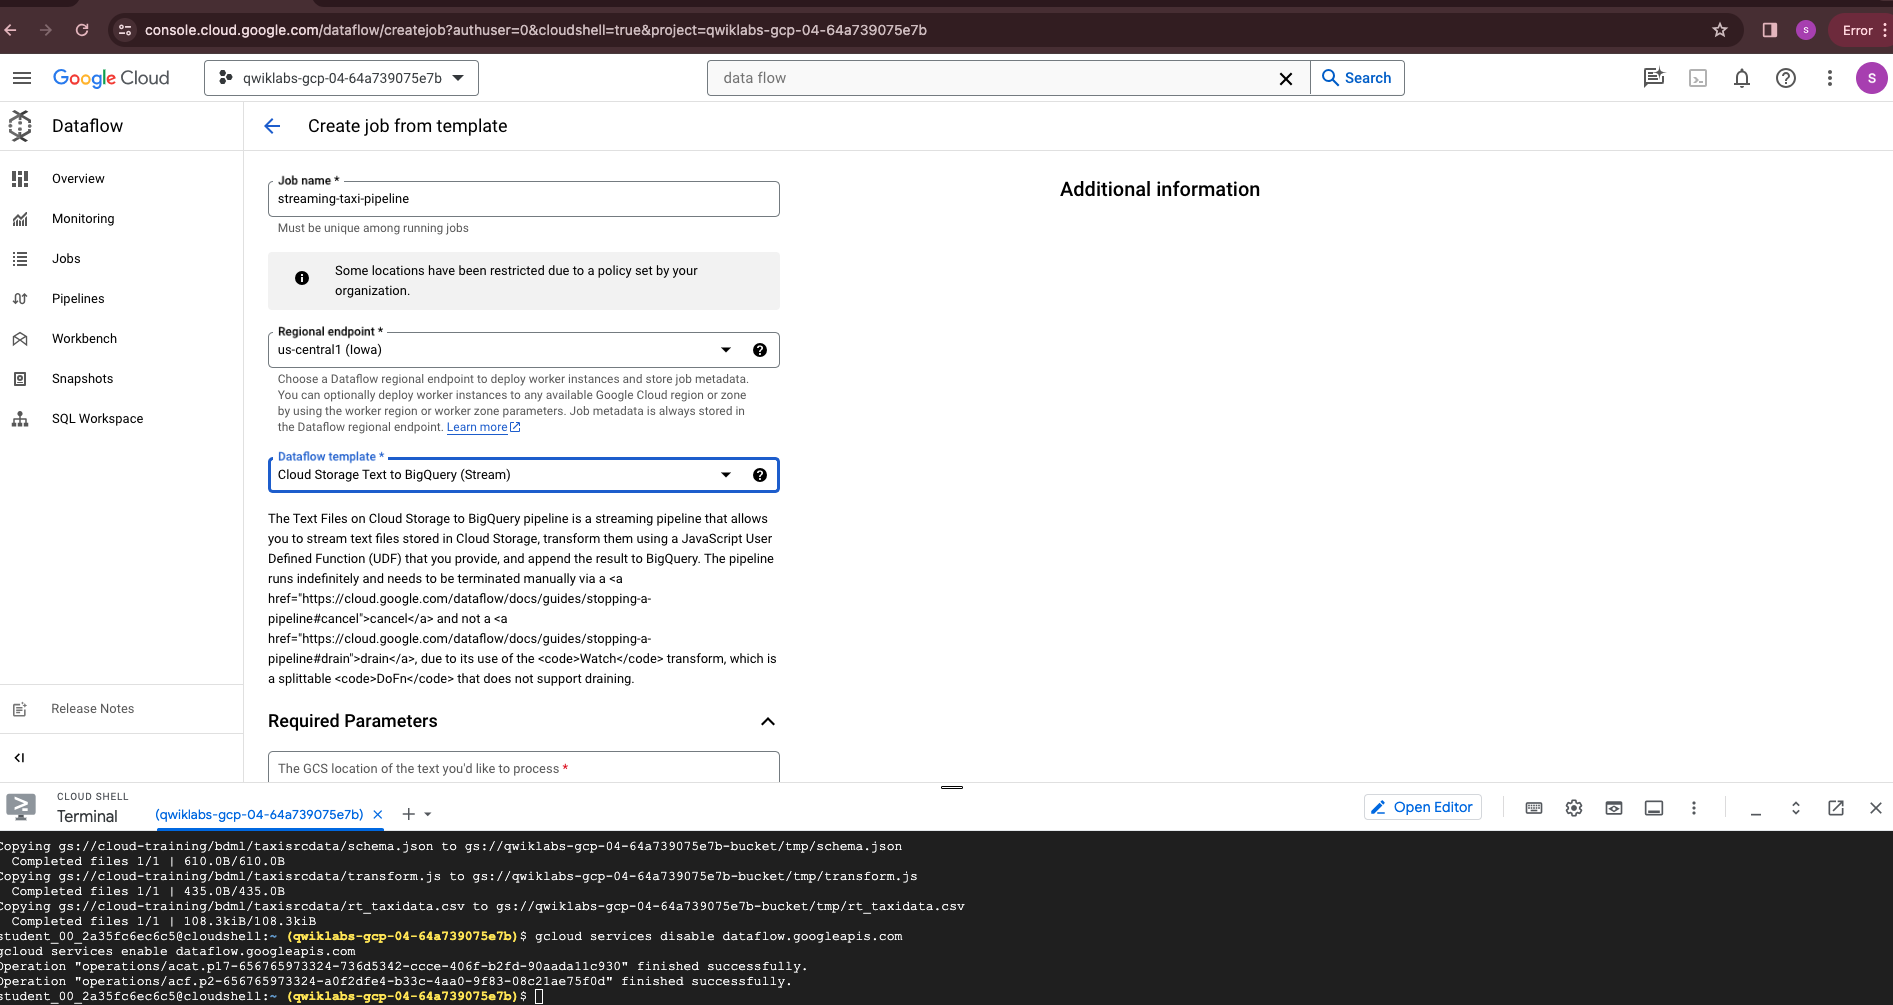 console.cloud.google.com/dataflow/createjob?authuser=0&cloudshell=true&project=qwiklabs-gcp-04-64a739075e7b
S
Error
Google Cloud
qwiklabs-gcp-04-64a739075e7b
data flow
Search
S
Dataflow
Create job from template
Overview
Monitoring
Jobs
Pipelines
Workbench
Snapshots
SQL Workspace
Release Notes
Job name *
streaming-taxi-pipeline
Must be unique among running jobs
Some locations have been restricted due to a policy set by your
organization.
Regional endpoint *
us-central1 (Iowa)
Choose a Dataflow regional endpoint to deploy worker instances and store job metadata.
You can optionally deploy worker instances to any available Google Cloud region or zone
by using the worker region or worker zone parameters. Job metadata is always stored in
the Dataflow regional endpoint. Learn more
Dataflow template *
Cloud Storage Text to BigQuery (Stream)
The Text Files on Cloud Storage to BigQuery pipeline is a streaming pipeline that allows
you to stream text files stored in Cloud Storage, transform them using a JavaScript User
Defined Function (UDF) that you provide, and append the result to BigQuery. The pipeline
runs indefinitely and needs to be terminated manually via a <a
href="https://cloud.google.com/dataflow/docs/guides/stopping-a-
pipeline#cancel">cancel</a> and not a <a
href="https://cloud.google.com/dataflow/docs/guides/stopping-a-
pipeline#drain">drain</a>, due to its use of the <code>Watch</code> transform, which is
a splittable <code>DoFn</code> that does not support draining.
Required Parameters
The GCS location of the text you'd like to process *
Additional information
CLOUD SHELL
Terminal
(qwiklabs-gcp-04-64a739075e7b)
Open Editor
Copying gs://cloud-training/bdml/taxisrcdata/schema.json to gs://qwiklabs-gcp-04-64a739075e7b-bucket/tmp/schema.json
Completed files 1/1 | 610.0B/610.0B
Copying gs://cloud-training/bdml/taxisrcdata/transform.js to gs://qwiklabs-gcp-04-64a739075e7b-bucket/tmp/transform.js
Completed files 1/1 | 435.0B/435.0B
Copying gs://cloud-training/bdml/taxisrcdata/rt_taxidata.csv to gs://qwiklabs-gcp-04-64a739075e7b-bucket/tmp/rt_taxidata.csv
Completed files 1/1 | 108.3kiB/108.3kiB
student_00_2a35fc6ec6c5@cloudshell:~ (qwiklabs-gcp-04-64a739075e7b)$ gcloud services disable dataflow.googleapis.com
gcloud services enable dataflow.googleapis.com
Operation "operations/acat.p17-656765973324-736d5342-ccce-406f-b2fd-90aada11c930" finished successfully.
Operation "operations/acf.p2-656765973324-a0f2dfe4-b33c-4aa0-9f83-08c21ae75f0d" finished successfully.
student_00_2a35fc6ec6c5@cloudshell:~ (qwiklabs-gcp-04-64a739075e7b)$